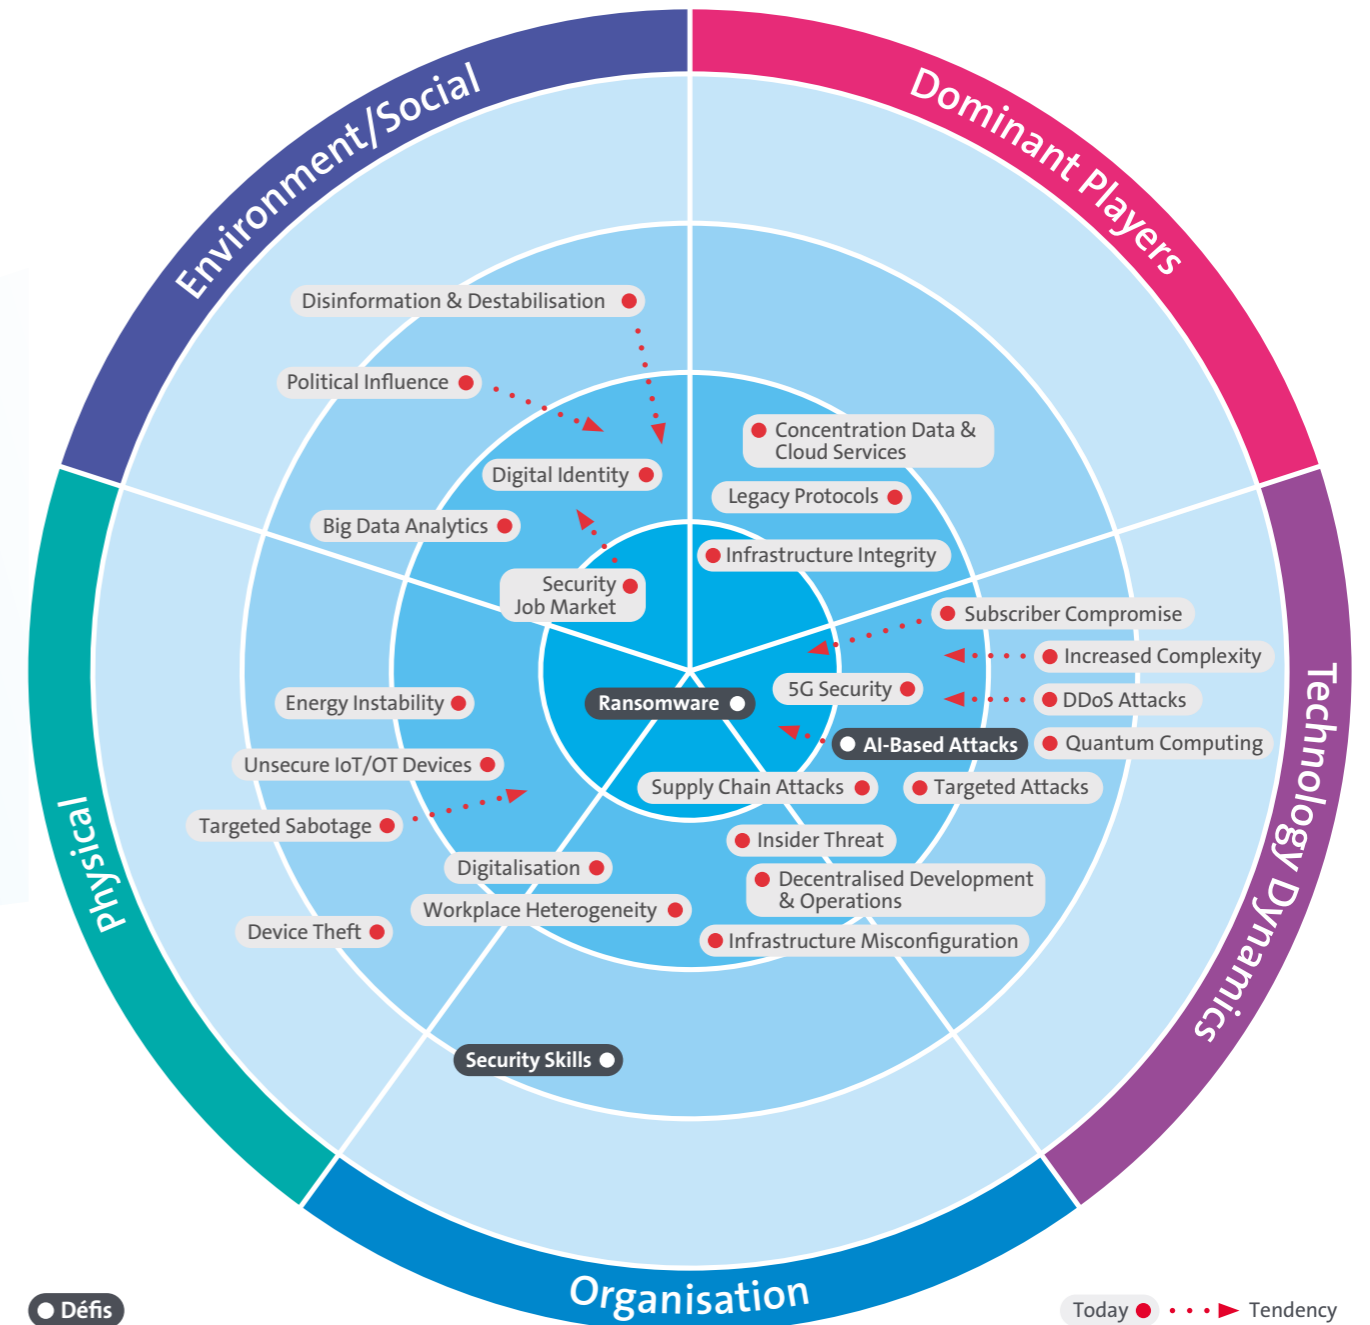 Environment/Social
Dominant Players
Disinformation & Destabilisation
Political Influence
Digital Identity
Big Data Analytics
Security
Job Market
Concentration Data &
Cloud Services
Legacy Protocols
Infrastructure Integrity
Subscriber Compromise
Increased Complexity
5G Security
DDoS Attacks
Ransomware
AI-Based Attacks
Quantum Computing
Supply Chain Attacks
Targeted Attacks
Energy Instability
Unsecure IoT/OT Devices
Targeted Sabotage
Insider Threat
Digitalisation
Decentralised Development
& Operations
Workplace Heterogeneity
Device Theft
Infrastructure Misconfiguration
Security Skills
Physical
Technology Dynamics
Organisation
Défis
Today
Tendency